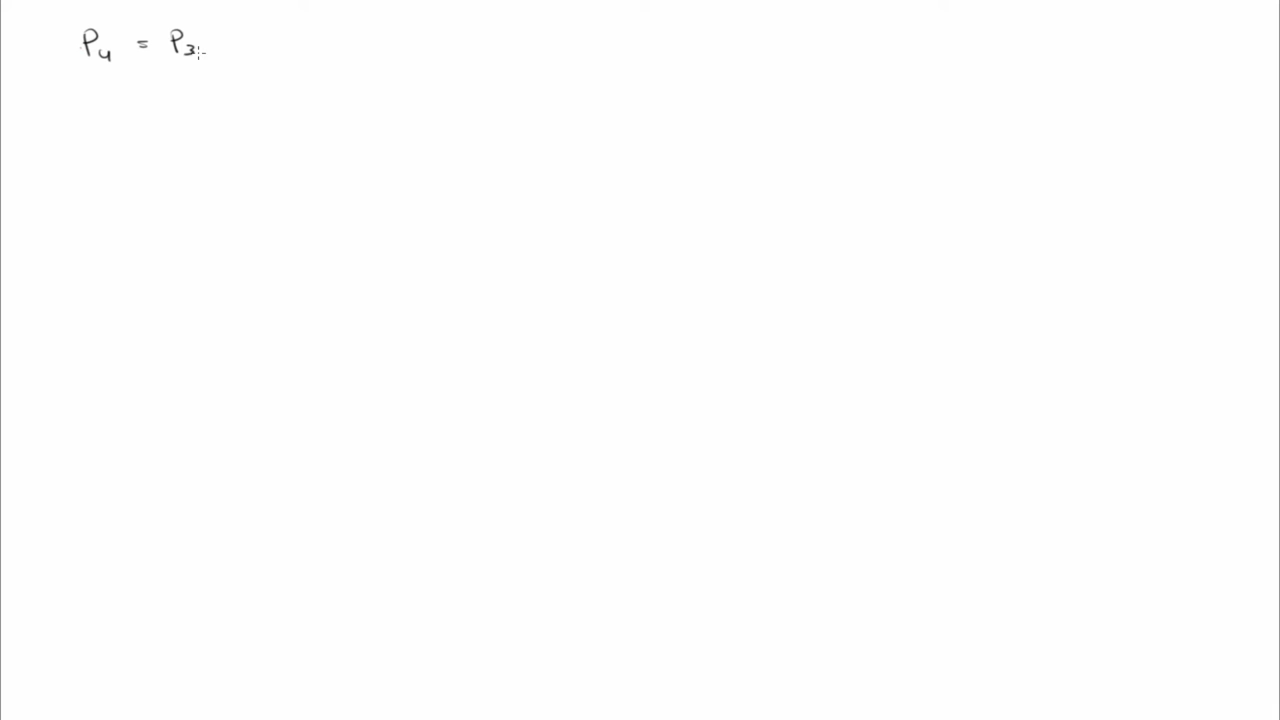 P₄ = P₃